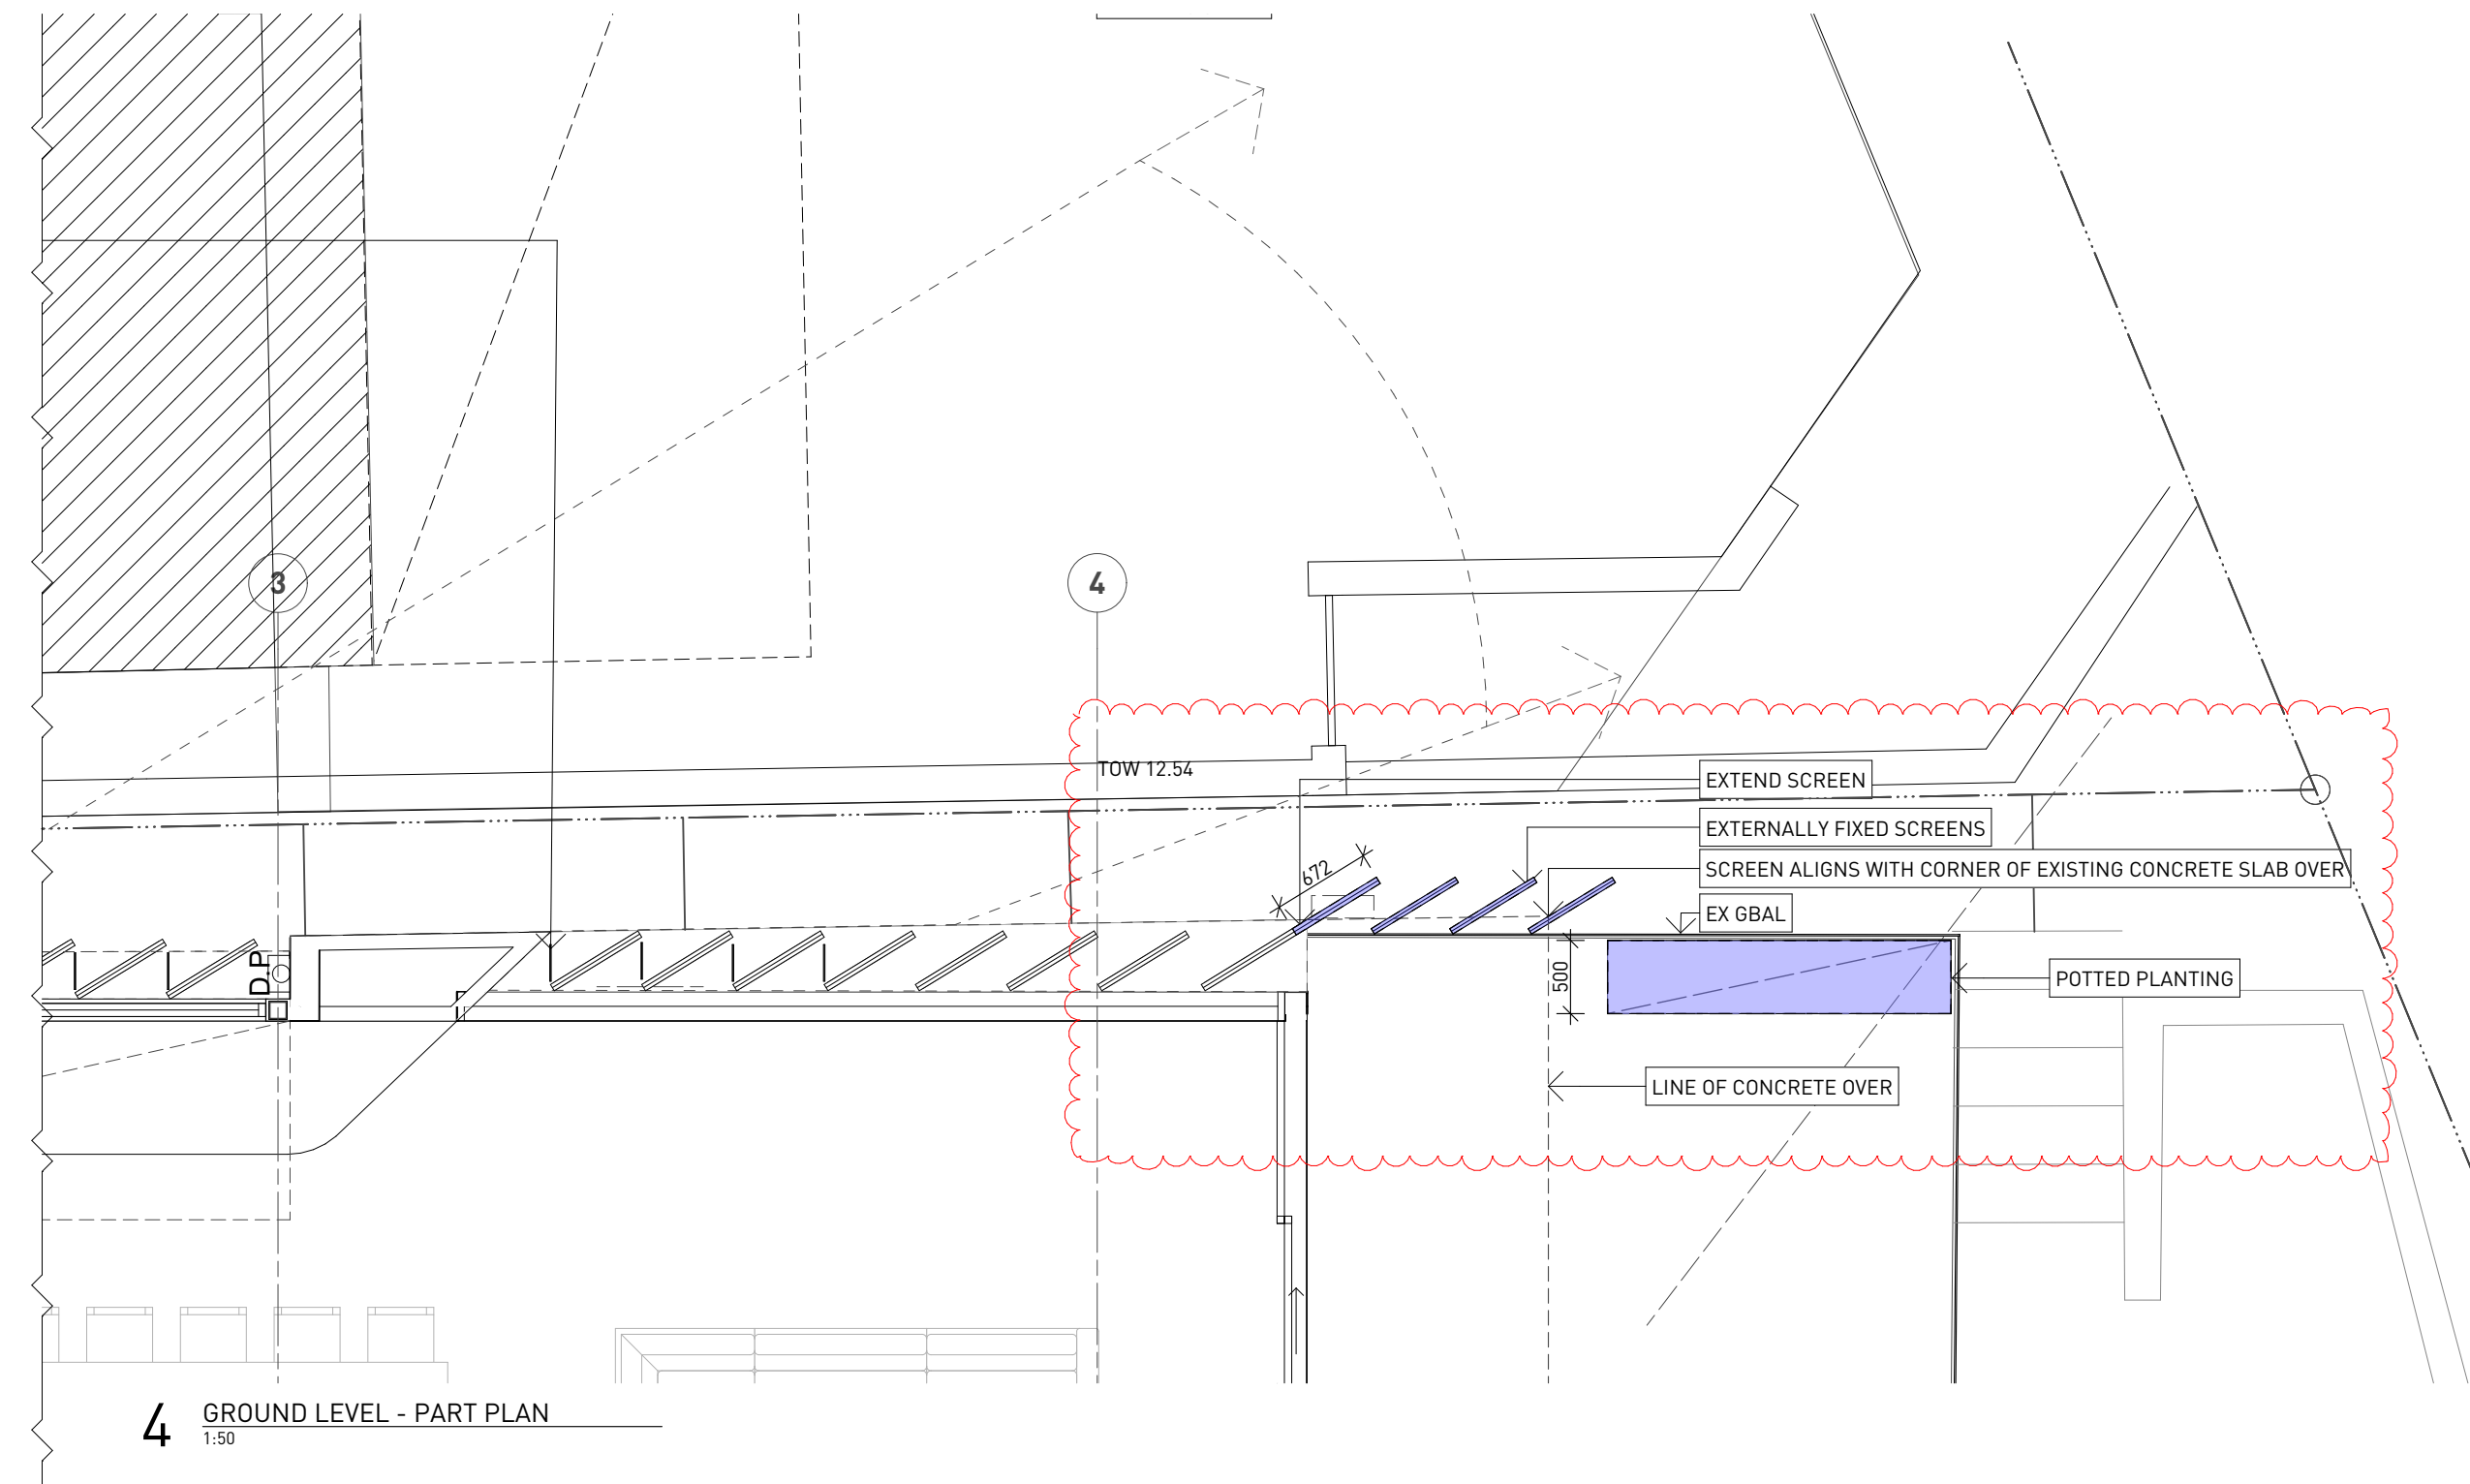 3
4
TOW 12.54
EXTEND SCREEN
EXTERNALLY FIXED SCREENS
672
SCREEN ALIGNS WITH CORNER OF EXISTING CONCRETE SLAB OVER
EX GBAL
D.P
500
POTTED PLANTING
LINE OF CONCRETE OVER
4
GROUND LEVEL - PART PLAN
1:50